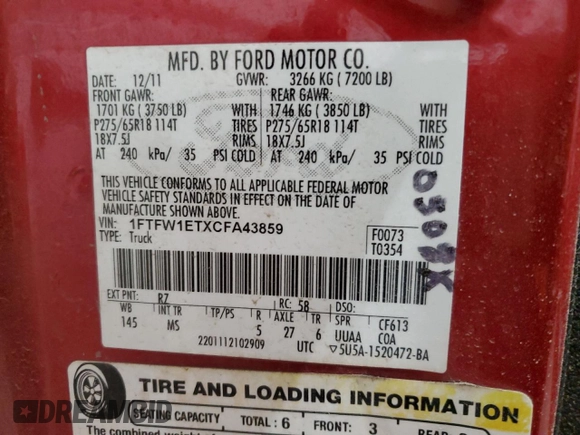 MFD. BY FORD MOTOR CO.
DATE: 12/11 GVWR: 3266 KG ( 7200 LB)
FRONT GAWR: REAR GAWR:
1701 KG ( 3750 LB) WITH 1746 KG ( 3850 LB) WITH
P275/65R18 114T TIRES P275/65R18 114T TIRES
18X7.5J RIMS 18X7.5J RIMS
AT 240 kPa/ 35 PSI COLD AT 240 kPa/ 35 PSI COLD
THIS VEHICLE CONFORMS TO ALL APPLICABLE FEDERAL MOTOR
VEHICLE SAFETY STANDARDS IN EFFECT ON THE DATE OF
MANUFACTURE SHOWN ABOVE.
VIN: 1FTFW1ETXCFA43859 F0073
TYPE: Truck T0354
EXT PNT: R7 RC: 58 DSO:
WB INT TR TP/PS R AXLE TR SPR CF613
145 MS 5 27 6 UUAA COA
2201112102909 UTC ▽5U5A-1520472-BA
TIRE AND LOADING INFORMATION
SEATING CAPACITY TOTAL: 6 FRONT: 3
The combined
DREAMBID